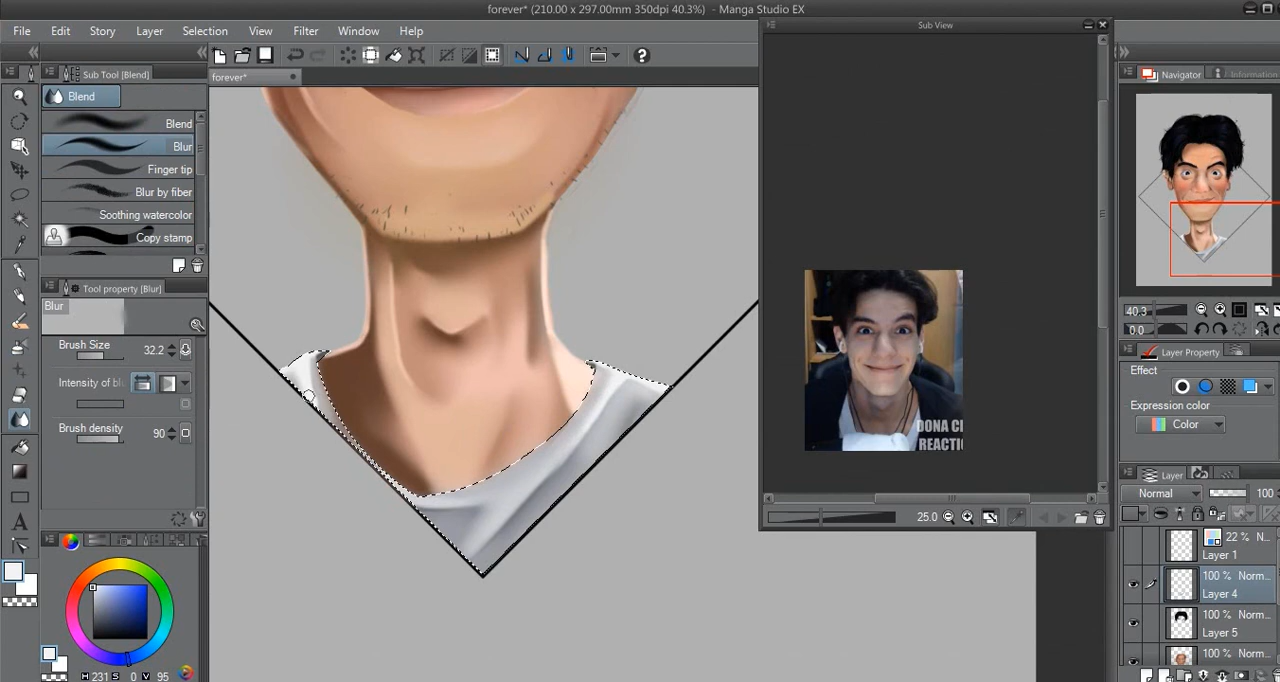 forever* (210.00 x 297.00mm 350dpi 40.3%)  - Manga Studio EX
File Edit Story Layer Selection View Filter Window Help
Sub View
Sub Tool [Blend]
forever*
Navigator
Information
Blend
Blend
Blur
Finger tip
Blur by fiber
Soothing watercolor
Copy stamp
Tool property [Blur]
Blur
Brush Size 32.2
Intensity of bl
Brush density 90
H 231 S 0 V 95
DONA
REACTI
25.0
40.3
0.0
Layer Property
Effect
Expression color
Color
Layer
Normal 100
22 % N...
Layer 1
100 % Norm...
Layer 4
100 % Norm...
Layer 5
100 % Norm...
A